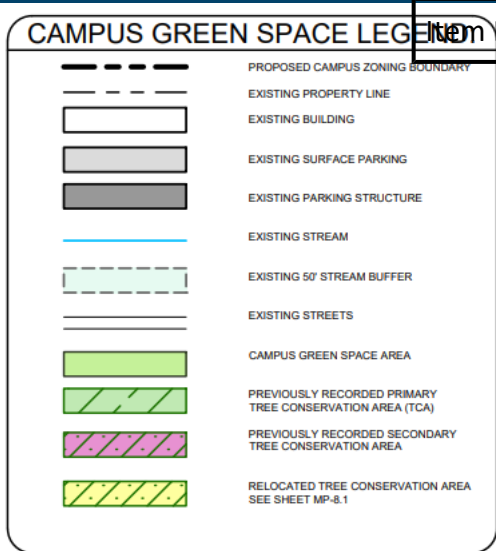 CAMPUS GREEN SPACE LEGEND
Item
PROPOSED CAMPUS ZONING BOUNDARY
EXISTING PROPERTY LINE
EXISTING BUILDING
EXISTING SURFACE PARKING
EXISTING PARKING STRUCTURE
EXISTING STREAM
EXISTING 50' STREAM BUFFER
EXISTING STREETS
CAMPUS GREEN SPACE AREA
PREVIOUSLY RECORDED PRIMARY
TREE CONSERVATION AREA (TCA)
PREVIOUSLY RECORDED SECONDARY
TREE CONSERVATION AREA
RELOCATED TREE CONSERVATION AREA
SEE SHEET MP-8.1